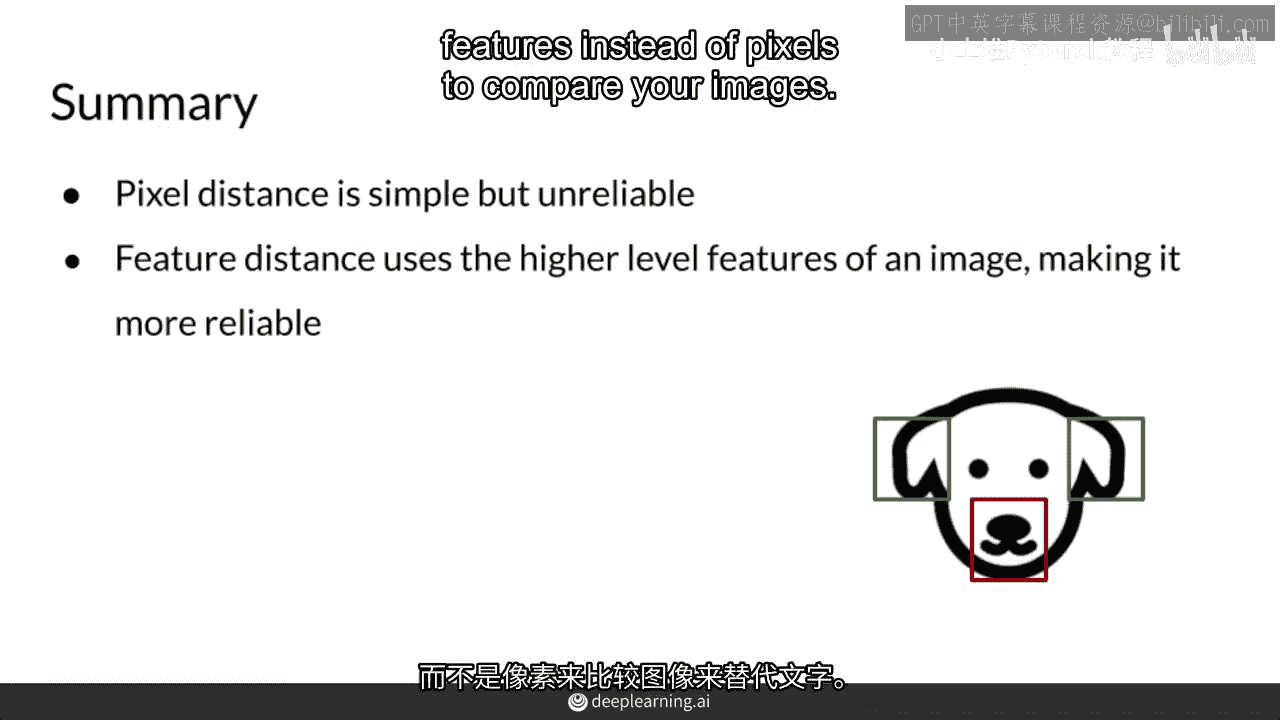 GPT中英字幕课程资源@bilibili.com
features instead of pixels
to compare your images.
Summary
● Pixel distance is simple but unreliable
● Feature distance uses the higher level features of an image, making it
more reliable
而不是像素来比较图像来替代文字。
deeplearning.ai